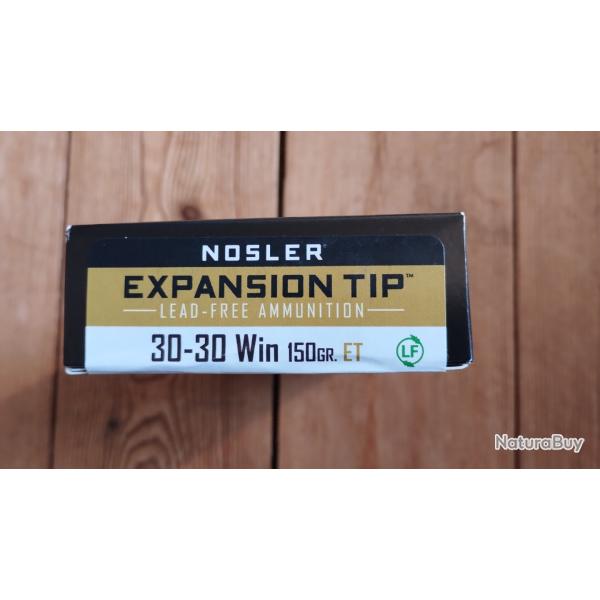 NOSLER®
EXPANSION TIP™
LEAD-FREE AMMUNITION
30-30 Win 150GR. ET
LF
NaturaBuy